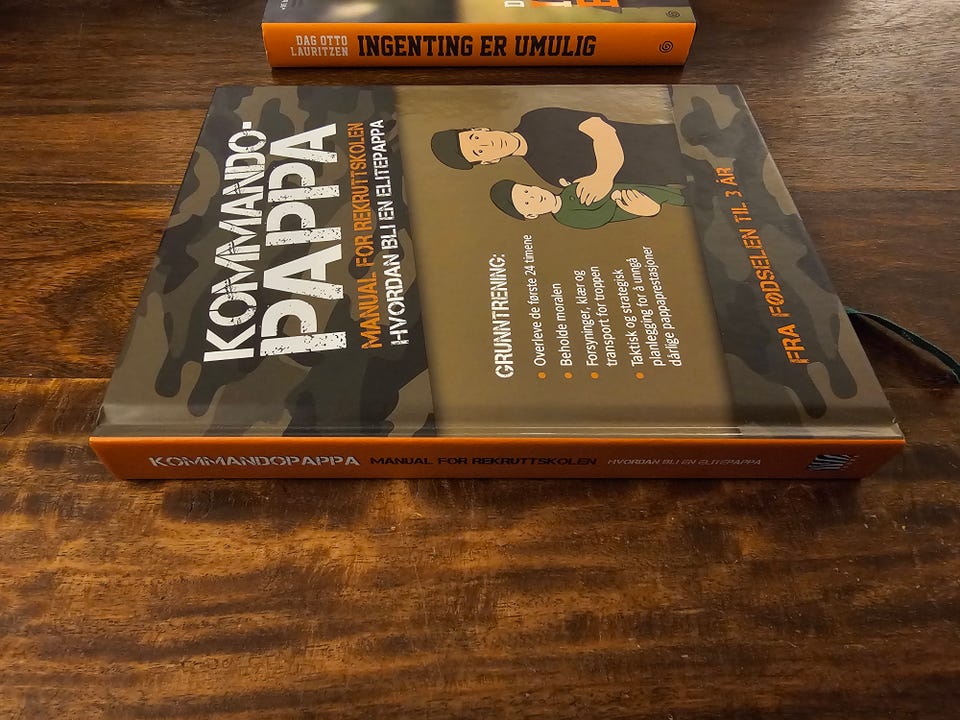 DAG OTTO
LAURITZEN
INGENTING ER UMULIG
KOMMANDO-
PAPPA
MANUAL FOR REKRUTTSKOLEN
HVORDAN BLI EN ELITEPAPPA
GRUNNTRENING:
• Overleve de første 24 timene
• Beholde moralen
• Forsyninger, klær og
transport for troppen
• Taktisk og strategisk
planlegging for å unngå
dårlige pappaprestasjoner
FRA FØDSELEN TIL 3 ÅR
KOMMANDOPAPPA MANUAL FOR REKRUTTSKOLEN HVORDAN BLI EN ELITEPAPPA